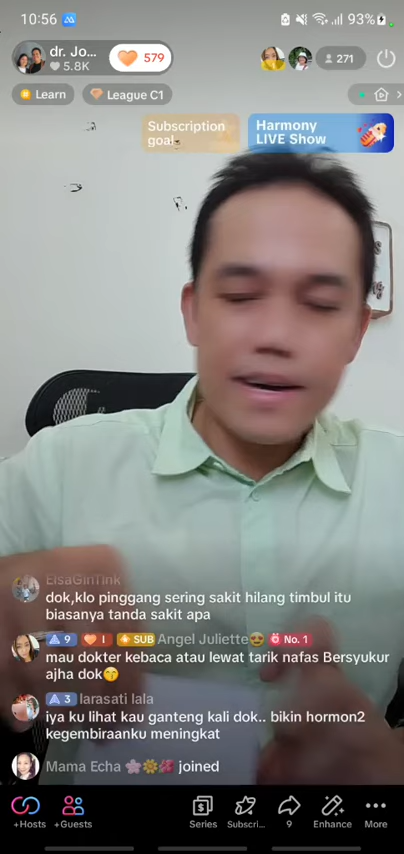 10:56
93%
dr. Jo...
5.8K
579
271
Learn
League C1
Subscription goal
Harmony LIVE Show
ElsaGinTink
dok,klo pinggang sering sakit hilang timbul itu
biasanya tanda sakit apa
9 I SUB Angel Juliette😍 No. 1
mau dokter kebaca atau lewat tarik nafas Bersyukur
ajha dok😙
3 larasati lala
iya ku lihat kau ganteng kali dok.. bikin hormon2
kegembiraanku meningkat
Mama Echa 🌸🌼🌺 joined
+Hosts
+Guests
Series
Subscri...
9
Enhance
More